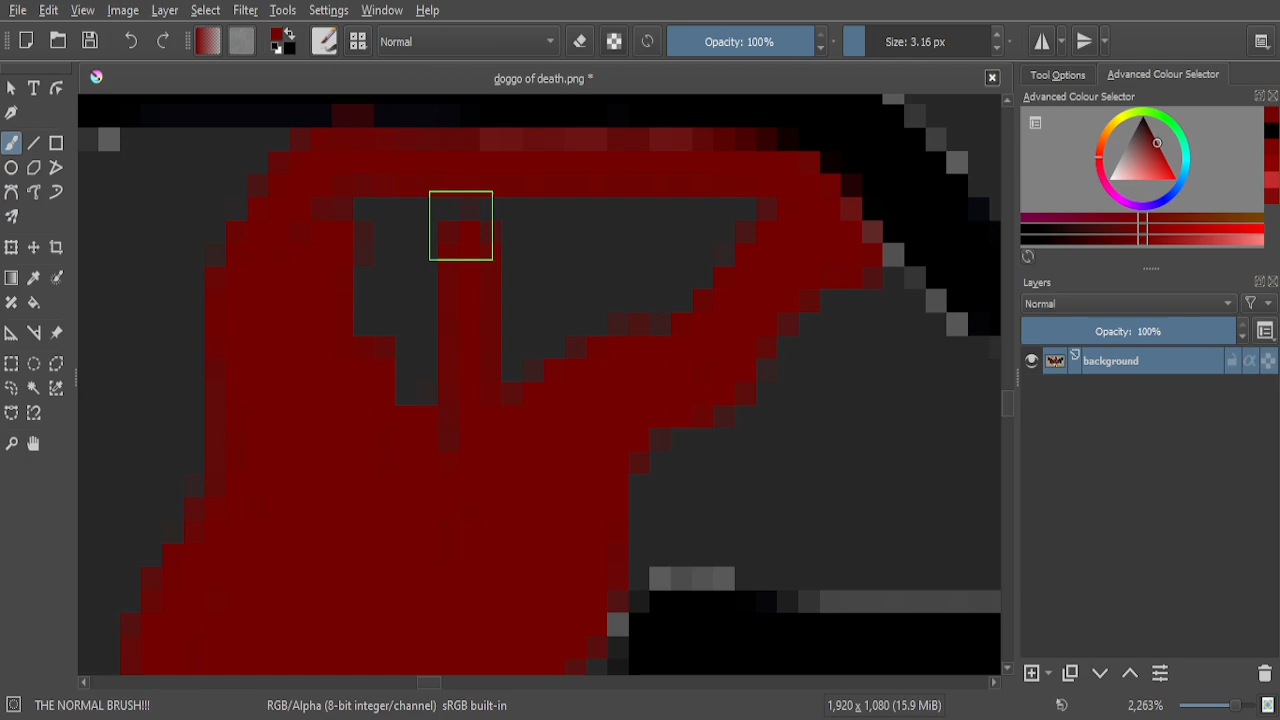 File Edit View Image Layer Select Filter Tools Settings Window Help
Normal Opacity: 100% Size: 3.16 px
doggo of death.png *
Tool Options Advanced Colour Selector
Advanced Colour Selector
Layers
Normal
Opacity: 100%
background
THE NORMAL BRUSH!!! RGB/Alpha (8-bit integer/channel) sRGB built-in 1,920 x 1,080 (15.9 MiB) 2,263%